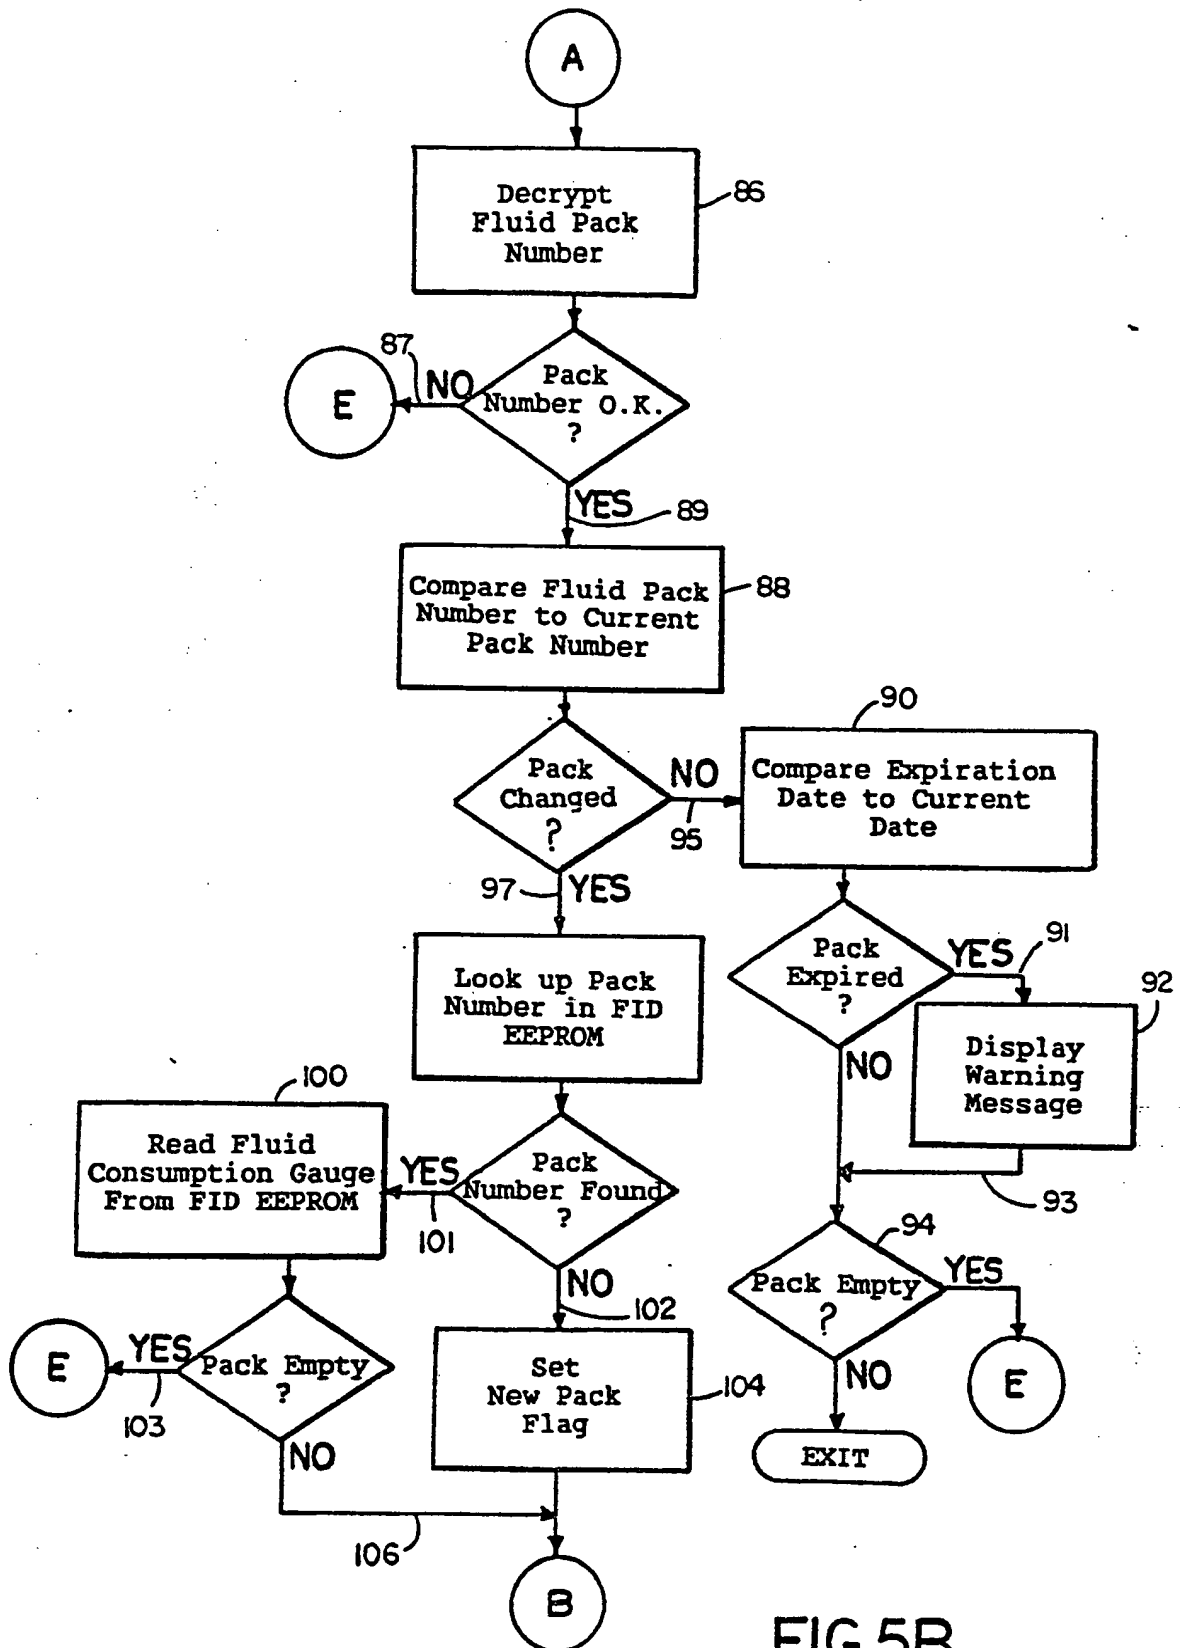 A
Decrypt
Fluid Pack
Number
86
87
NO
E
Pack
Number O.K.
?
YES
89
Compare Fluid Pack
Number to Current
Pack Number
88
90
Pack
Changed
?
NO
95
Compare Expiration
Date to Current
Date
97
YES
Look up Pack
Number in FID
EEPROM
Pack
Expired
?
YES
91
92
NO
Display
Warning
Message
93
100
Read Fluid
Consumption Gauge
From FID EEPROM
YES
101
Pack
Number Found
?
NO
102
94
Pack Empty
?
YES
E
NO
EXIT
E
YES
103
Pack Empty
?
NO
Set
New Pack
Flag
104
106
B
FIG.5B